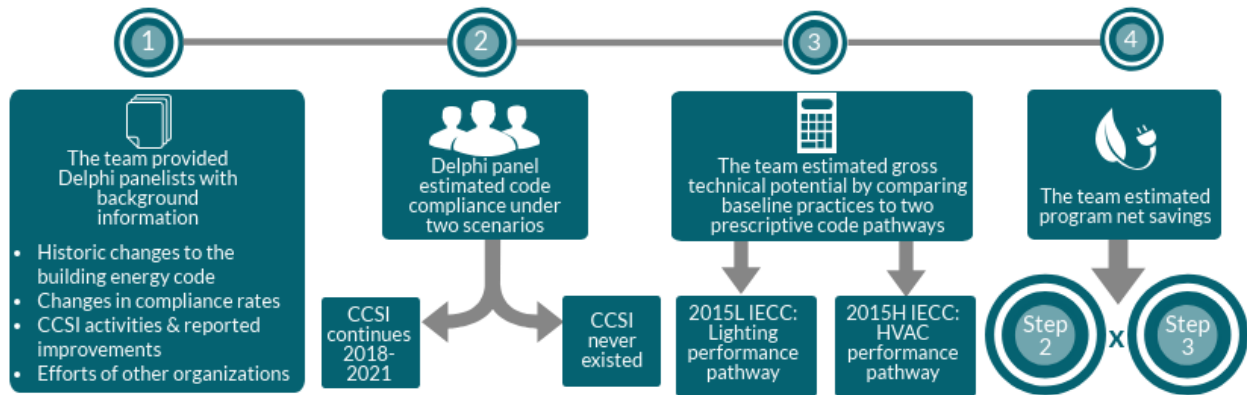 1
2
3
4
The team provided
Delphi panelists with
background
information
• Historic changes to the
building energy code
• Changes in compliance rates
• CCSI activities & reported
improvements
• Efforts of other organizations
Delphi panel
estimated code
compliance under
two scenarios
CCSI
continues
2018-
2021
CCSI
never
existed
The team estimated gross
technical potential by comparing
baseline practices to two
prescriptive code pathways
2015L IECC:
Lighting
performance
pathway
2015H IECC:
HVAC
performance
pathway
The team estimated
program net savings
Step
2
x
Step
3